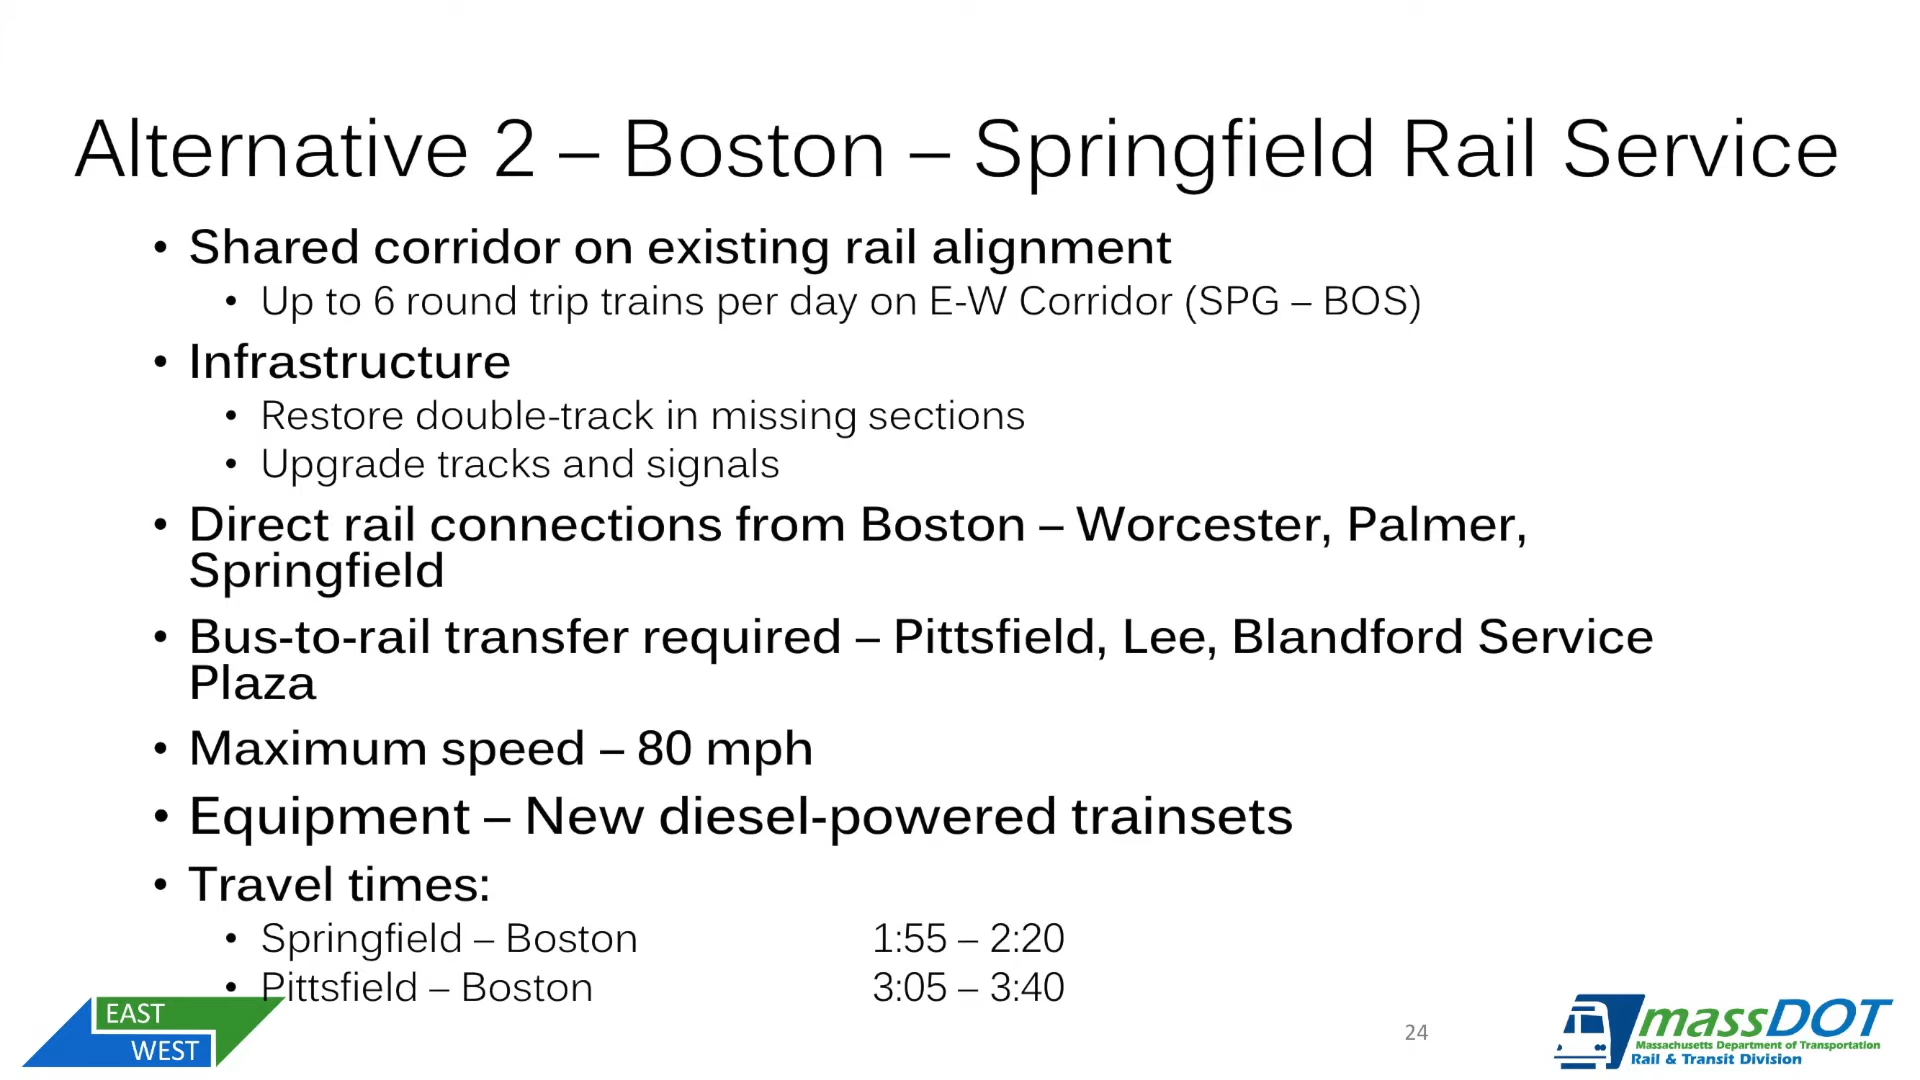 Alternative 2 – Boston – Springfield Rail Service
• Shared corridor on existing rail alignment
• Up to 6 round trip trains per day on E-W Corridor (SPG – BOS)
• Infrastructure
• Restore double-track in missing sections
• Upgrade tracks and signals
• Direct rail connections from Boston – Worcester, Palmer,
Springfield
• Bus-to-rail transfer required – Pittsfield, Lee, Blandford Service
Plaza
• Maximum speed – 80 mph
• Equipment – New diesel-powered trainsets
• Travel times:
• Springfield – Boston 1:55 – 2:20
• Pittsfield – Boston 3:05 – 3:40
EAST
WEST
24
massDOT
Massachusetts Department of Transportation
Rail & Transit Division